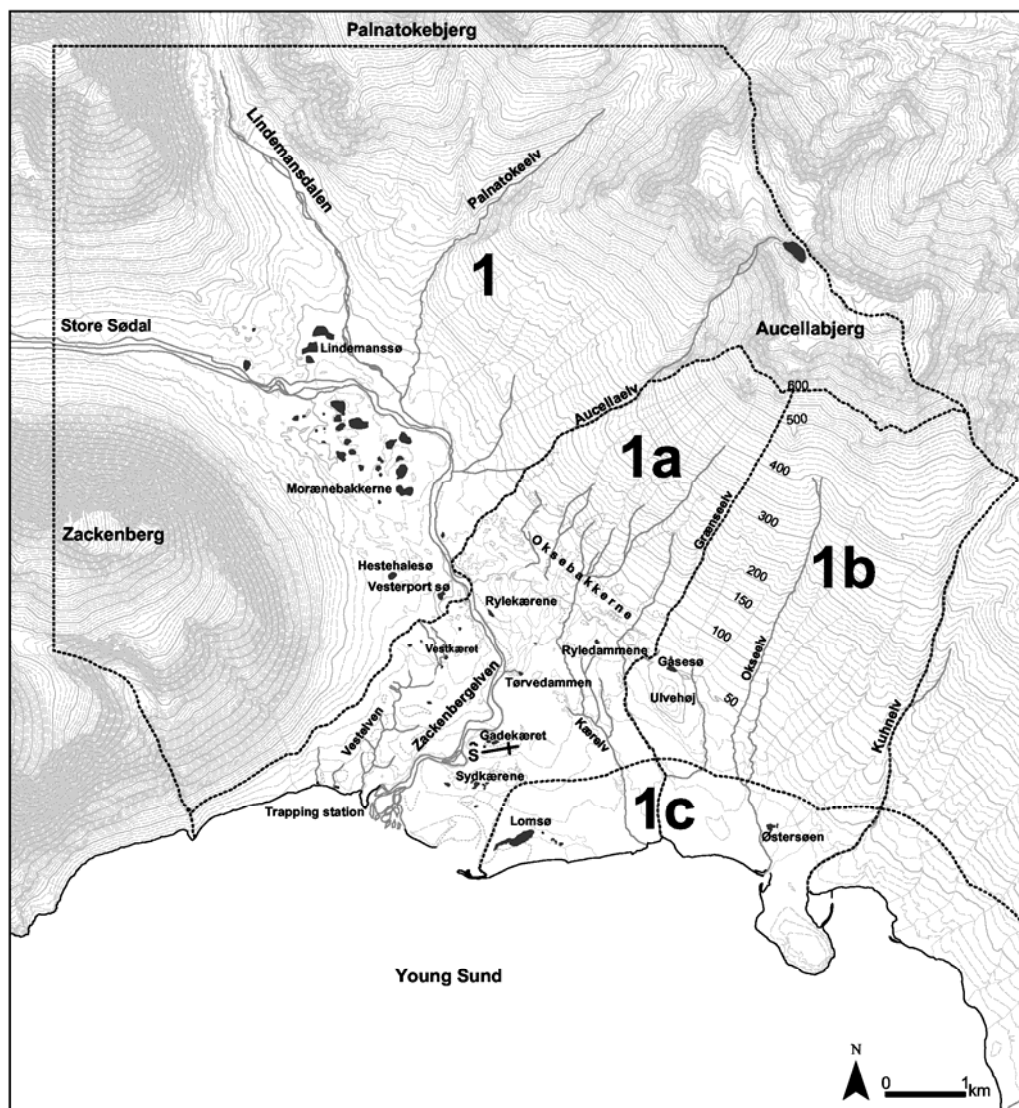 Palnatokebjerg
Lindemansdalen
Palnatokeelv
1
Store Sødal
Lindemanssø
Aucellabjerg
Aucellaelv
600
500
1a
400
Morænebakkerne
Grænseelv
300
Zackenberg
Oksebakkerne
1b
Hestehalesø
200
Vesterport sø
Rylekærene
150
100
Vestkæret
Ryledammene
Gåsesø
Okseelv
Tørvedammen
Ulvehøj
50
Zackenbergelven
Vestelven
Kærelv
Kuhnelv
Gadekæret
Ŝ
Sydkærene
Trapping station
1c
Lomsø
Østersøen
Young Sund
N
0 1 km